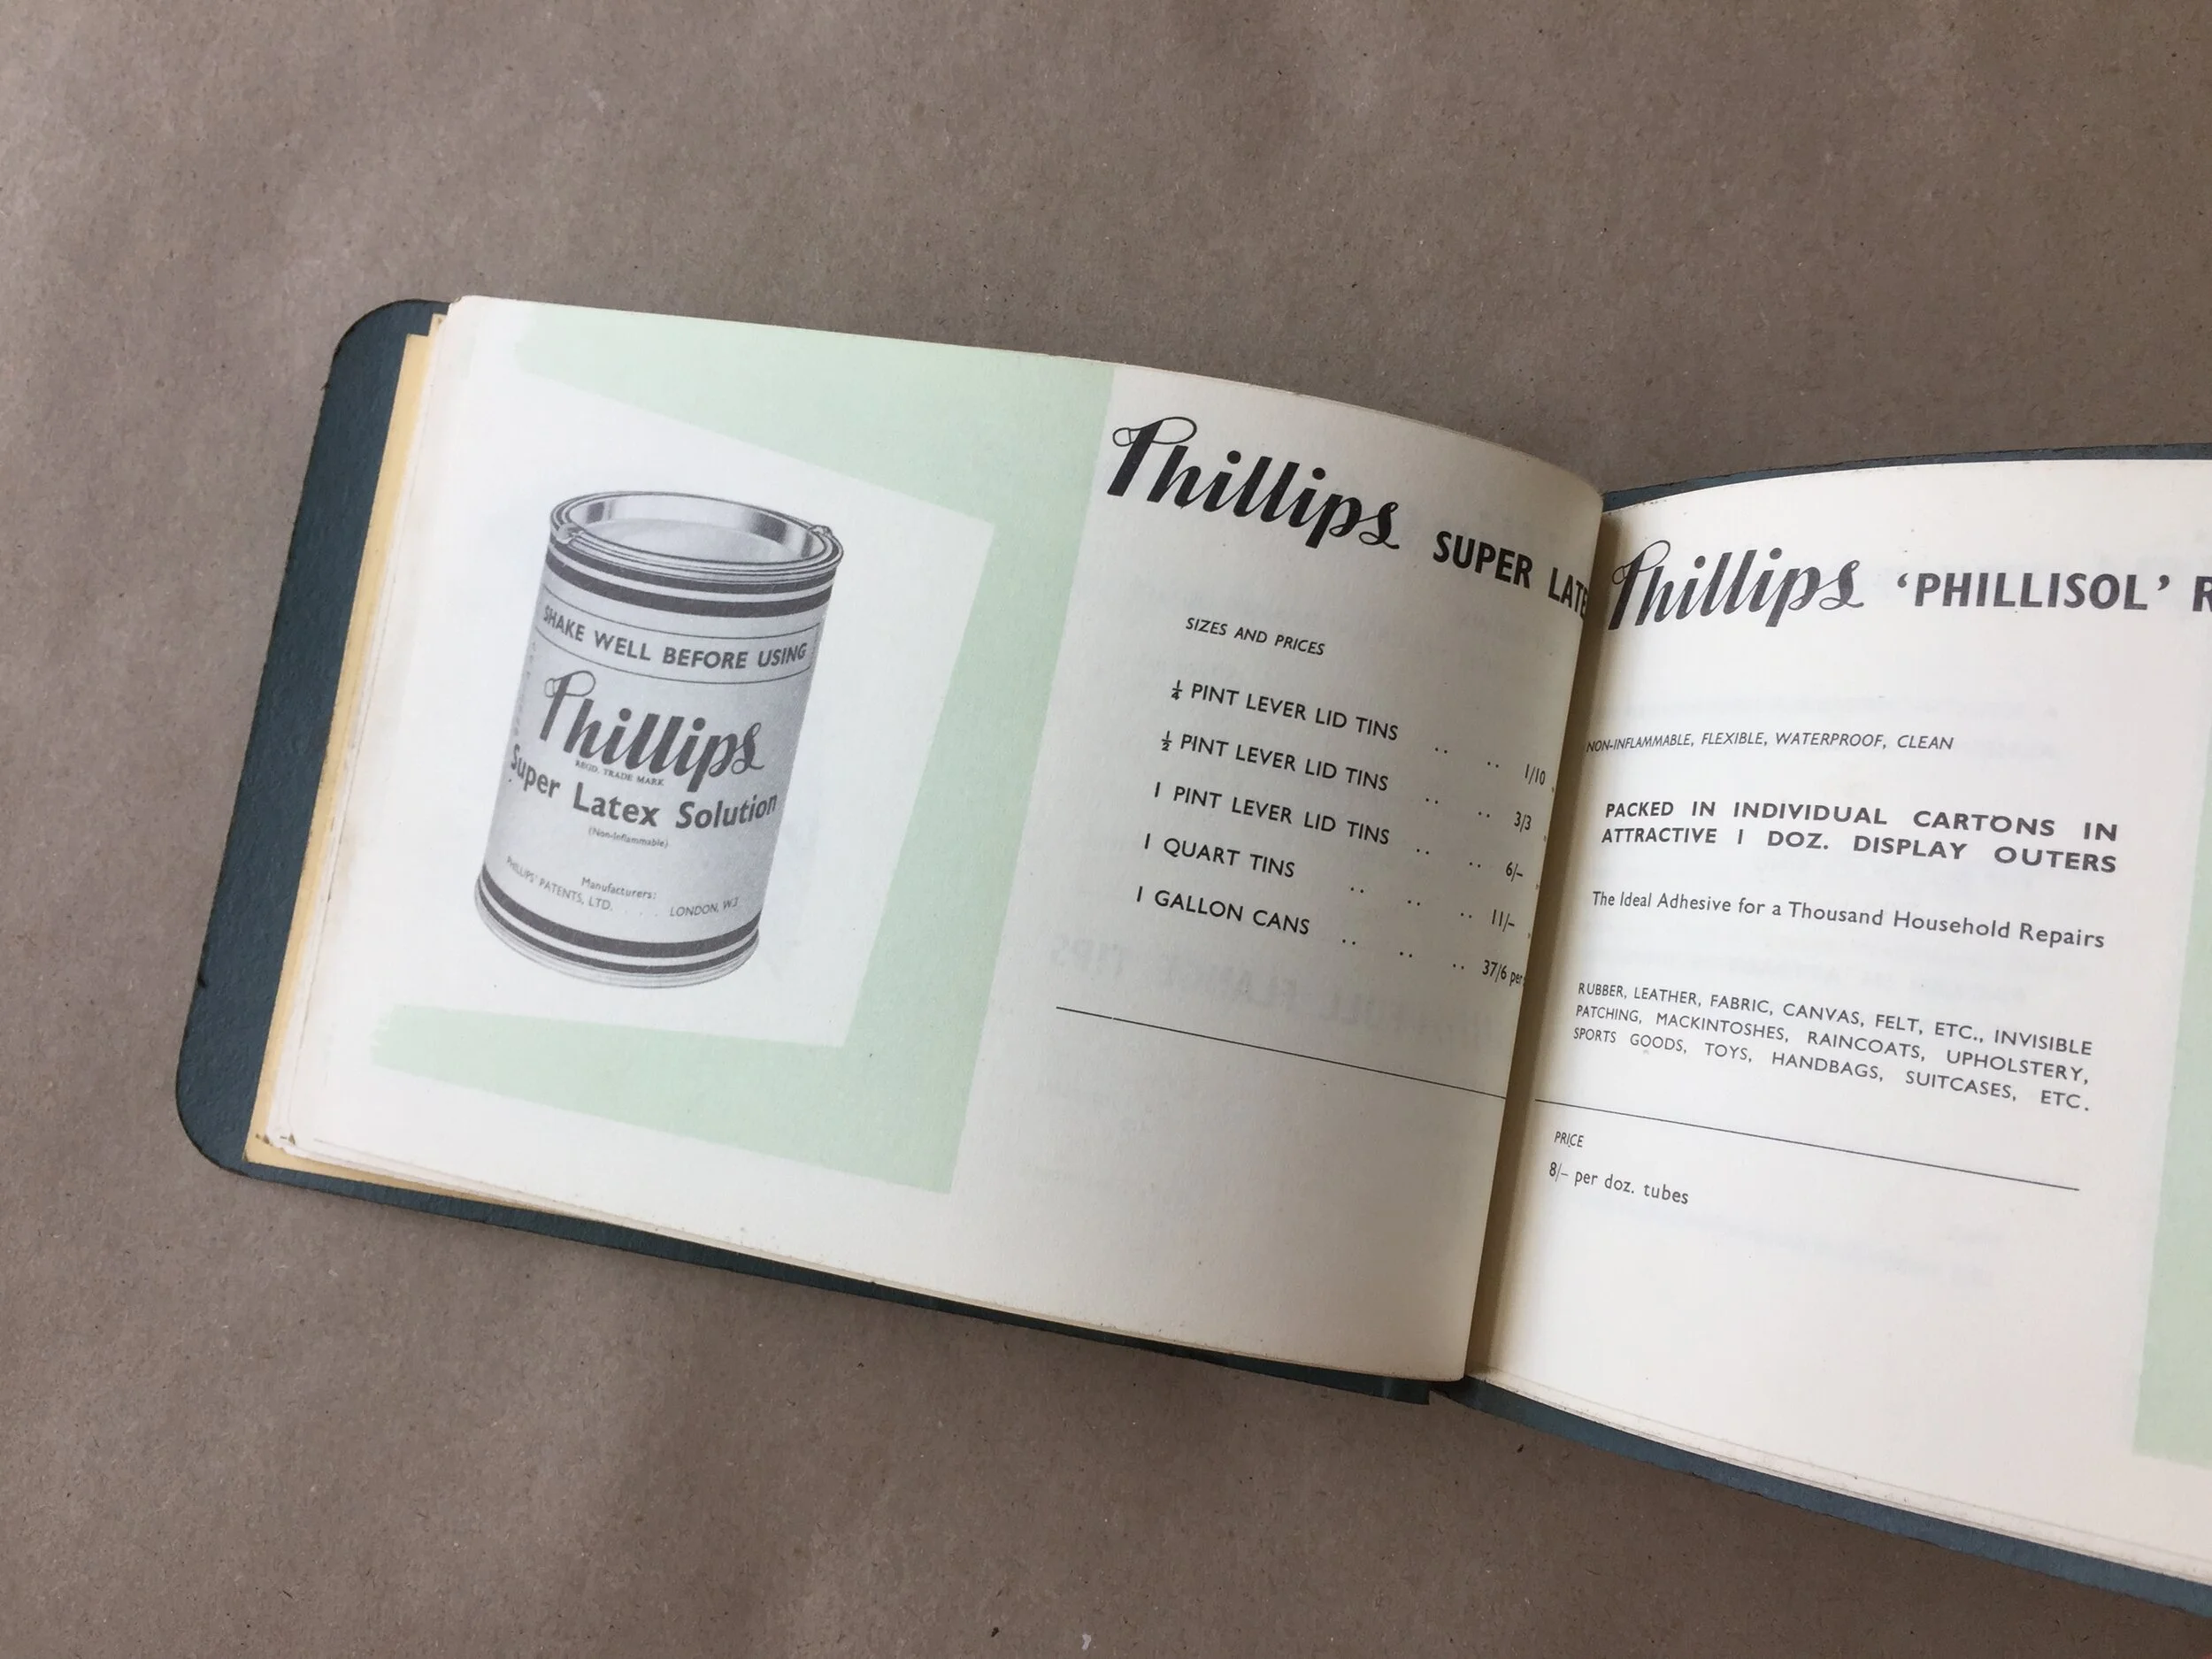 SHAKE WELL BEFORE USING
Phillips
REGD. TRADE MARK
Super Latex Solution
(Non-Inflammable)
Manufacturers:
PHILLIPS' PATENTS, LTD. . . . . LONDON, W.3
Phillips SUPER LATE
SIZES AND PRICES
¼ PINT LEVER LID TINS .. .. 1/10
½ PINT LEVER LID TINS .. .. 3/3
1 PINT LEVER LID TINS .. .. 6/–
1 QUART TINS .. .. .. 11/–
1 GALLON CANS .. .. .. 37/6 per
Phillips ‘PHILLISOL’ R
NON-INFLAMMABLE, FLEXIBLE, WATERPROOF, CLEAN
PACKED IN INDIVIDUAL CARTONS IN
ATTRACTIVE 1 DOZ. DISPLAY OUTERS
The Ideal Adhesive for a Thousand Household Repairs
RUBBER, LEATHER, FABRIC, CANVAS, FELT, ETC., INVISIBLE
PATCHING, MACKINTOSHES, RAINCOATS, UPHOLSTERY,
SPORTS GOODS, TOYS, HANDBAGS, SUITCASES, ETC.
PRICE
8/– per doz. tubes